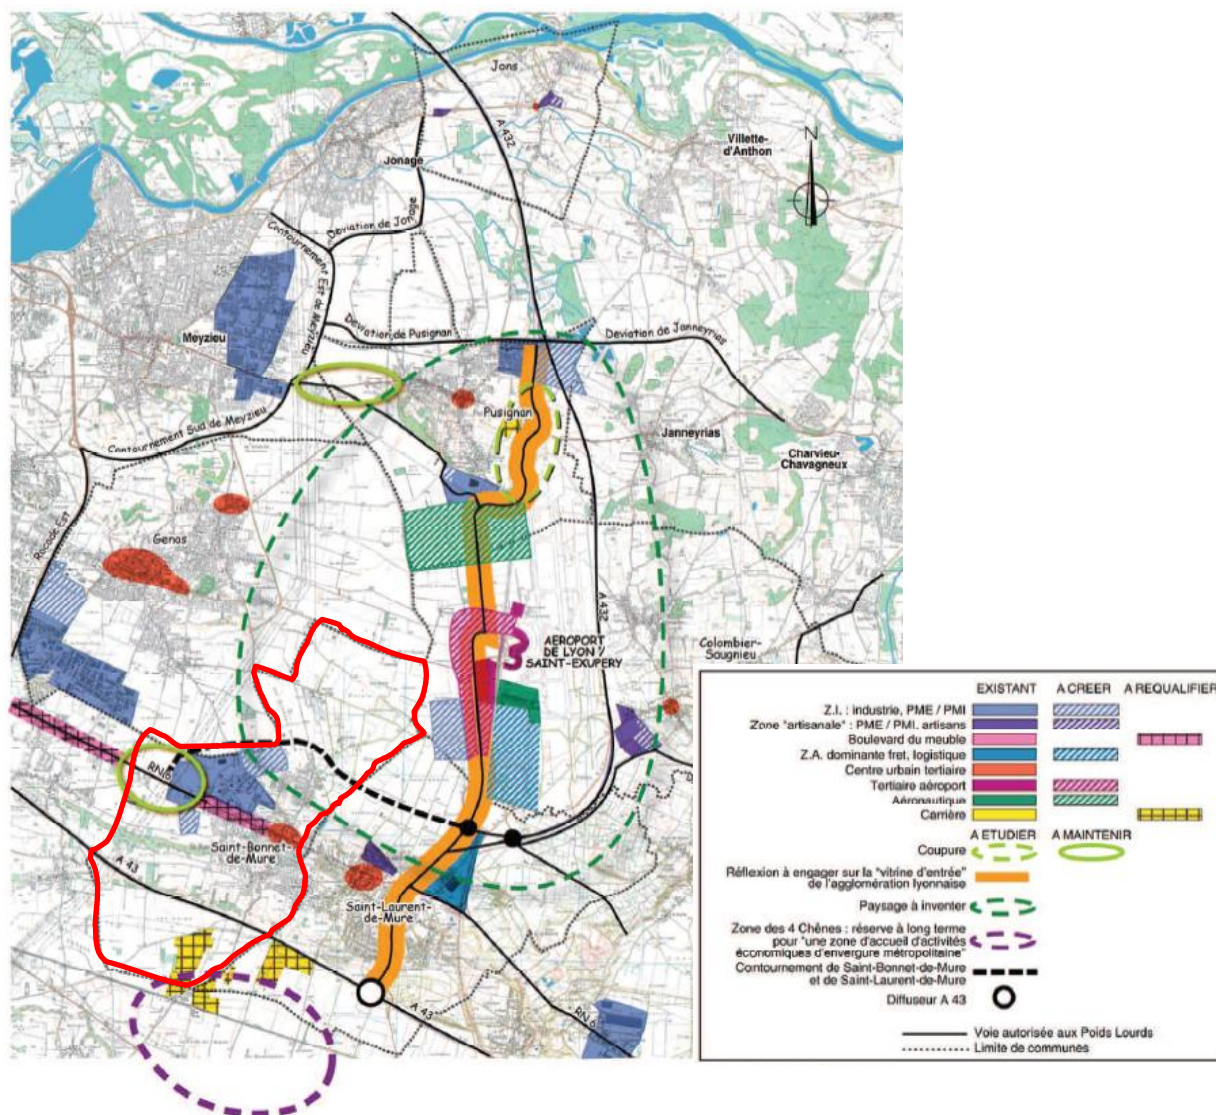 Jons
A 432
Villette-
d'Anthon
N
Jonage
Déviation de Jonage
Contournement Est de Meyzieu
Meyzieu
Déviation de Pusignan
Déviation de Janneyrias
Pusignan
Janneyrias
Charvieu-
Chavagneux
Contournement Sud de Meyzieu
Rocade Est
Genas
A 432
AEROPORT
DE LYON /
SAINT-EXUPERY
Colombier-
Saugnieu
RN 6
Saint-Bonnet-
de-Mure
A 43
Saint-Laurent-
de-Mure
A 43
RN 6
EXISTANT A CREER A REQUALIFIER
Z.I. : industrie, PME / PMI
Zone "artisanale" : PME / PMI, artisans
Boulevard du meuble
Z.A. dominante fret, logistique
Centre urbain tertiaire
Tertiaire aéroport
Aéronautique
Carrière
A ETUDIER A MAINTENIR
Coupure
Réflexion à engager sur la "vitrine d'entrée"
de l'agglomération lyonnaise
Paysage à inventer
Zone des 4 Chênes : réserve à long terme
pour "une zone d'accueil d'activités
économiques d'envergure métropolitaine"
Contournement de Saint-Bonnet-de-Mure
et de Saint-Laurent-de-Mure
Diffuseur A 43
Voie autorisée aux Poids Lourds
Limite de communes